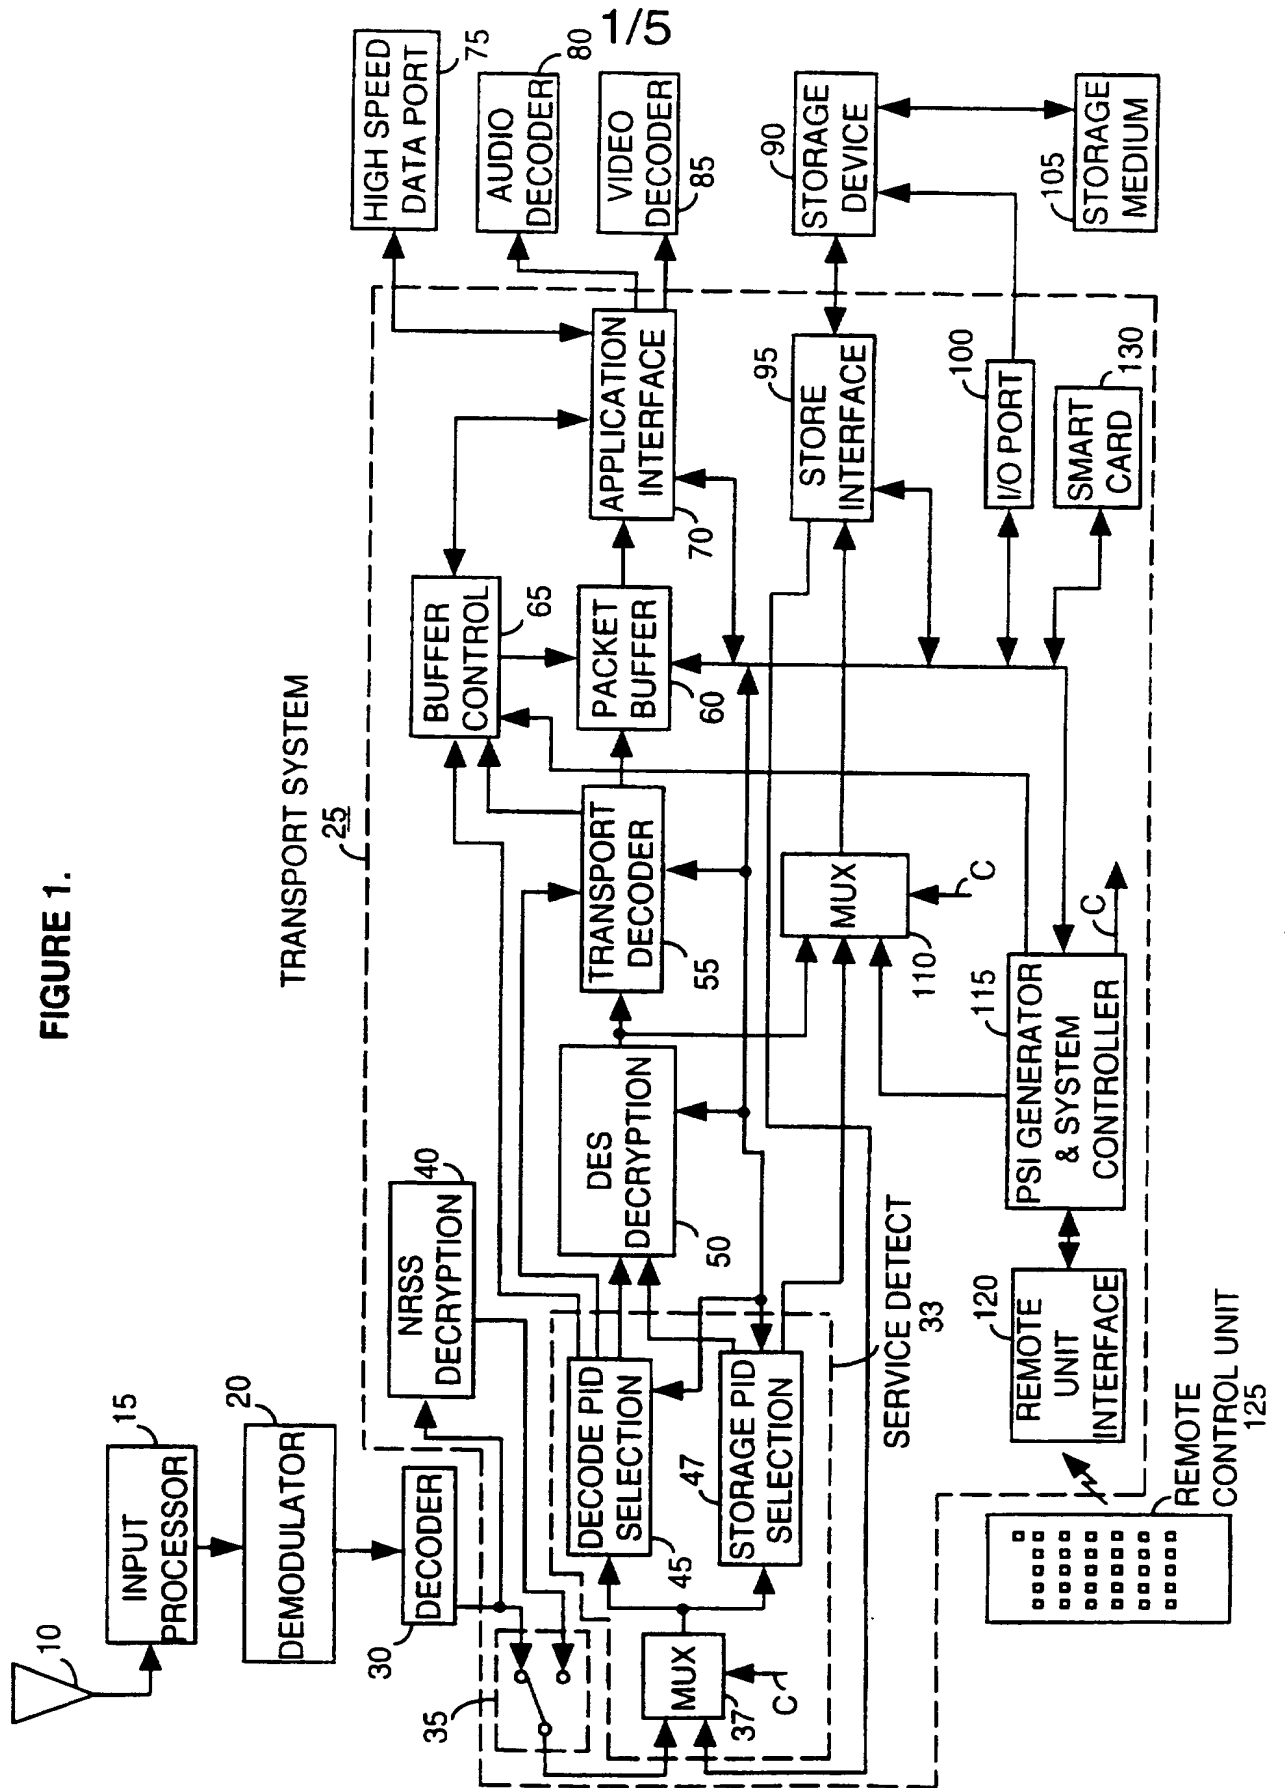 1/5
FIGURE 1.
TRANSPORT SYSTEM
25
10
INPUT
PROCESSOR
15
DEMODULATOR
20
DECODER
30
35
NRSS
DECRYPTION
40
MUX
37
C
DECODE PID
SELECTION
45
STORAGE PID
SELECTION
47
SERVICE DETECT
33
DES
DECRYPTION
50
TRANSPORT
DECODER
55
PACKET
BUFFER
60
BUFFER
CONTROL
65
APPLICATION
INTERFACE
70
HIGH SPEED
DATA PORT
75
AUDIO
DECODER
80
VIDEO
DECODER
85
STORAGE
DEVICE
90
STORE
INTERFACE
95
I/O PORT
100
STORAGE
MEDIUM
105
MUX
110
C
PSI GENERATOR
& SYSTEM
CONTROLLER
115
C
REMOTE
UNIT
INTERFACE
120
REMOTE
CONTROL UNIT
125
SMART
CARD
130